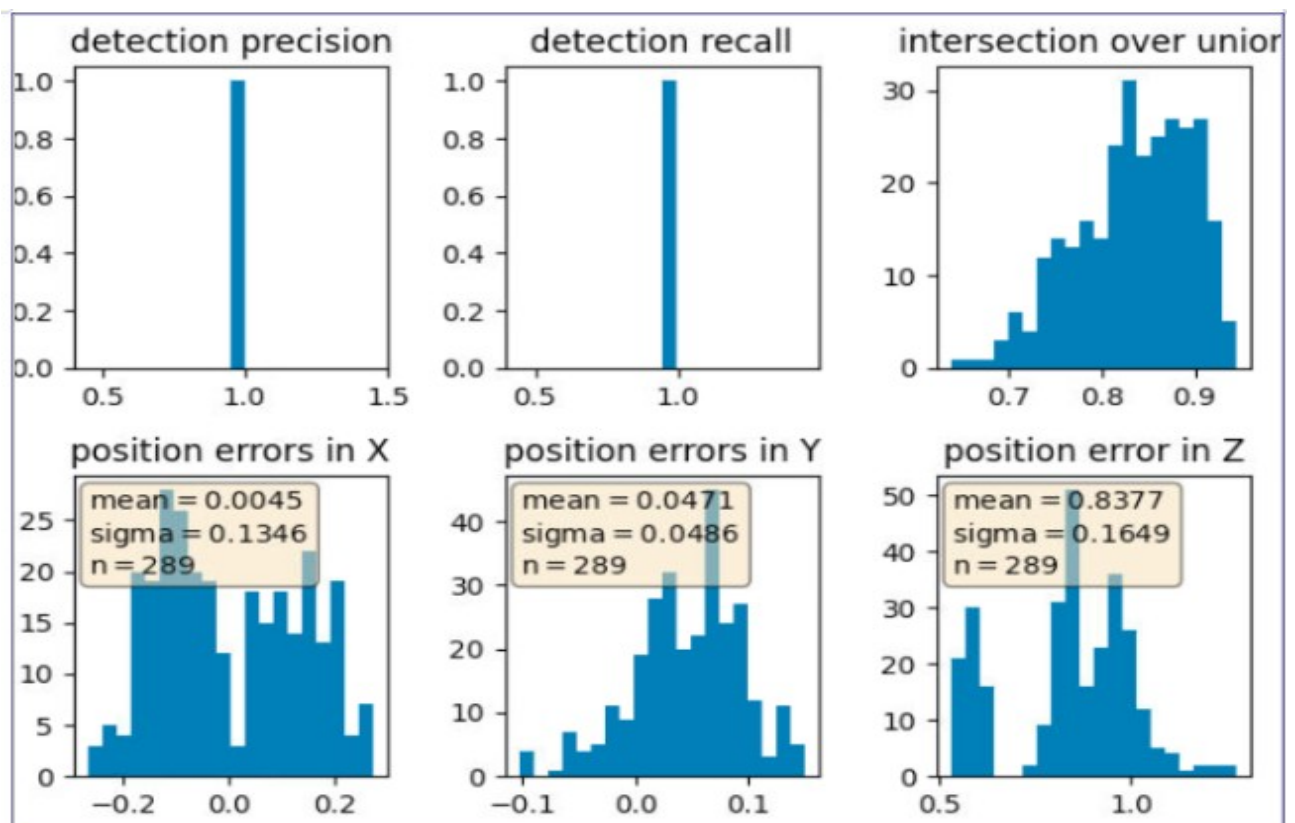 detection precision
detection recall
intersection over unior
1.0
0.8
0.6
0.4
0.2
0.0
0.5 1.0 1.5
1.0
0.8
0.6
0.4
0.2
0.0
0.5 1.0
30
20
10
0
0.7 0.8 0.9
position errors in X
position errors in Y
position error in Z
mean = 0.0045
sigma = 0.1346
n = 289
25
20
15
10
5
0
−0.2 0.0 0.2
mean = 0.0471
sigma = 0.0486
n = 289
40
30
20
10
0
−0.1 0.0 0.1
mean = 0.8377
sigma = 0.1649
n = 289
50
40
30
20
10
0
0.5 1.0